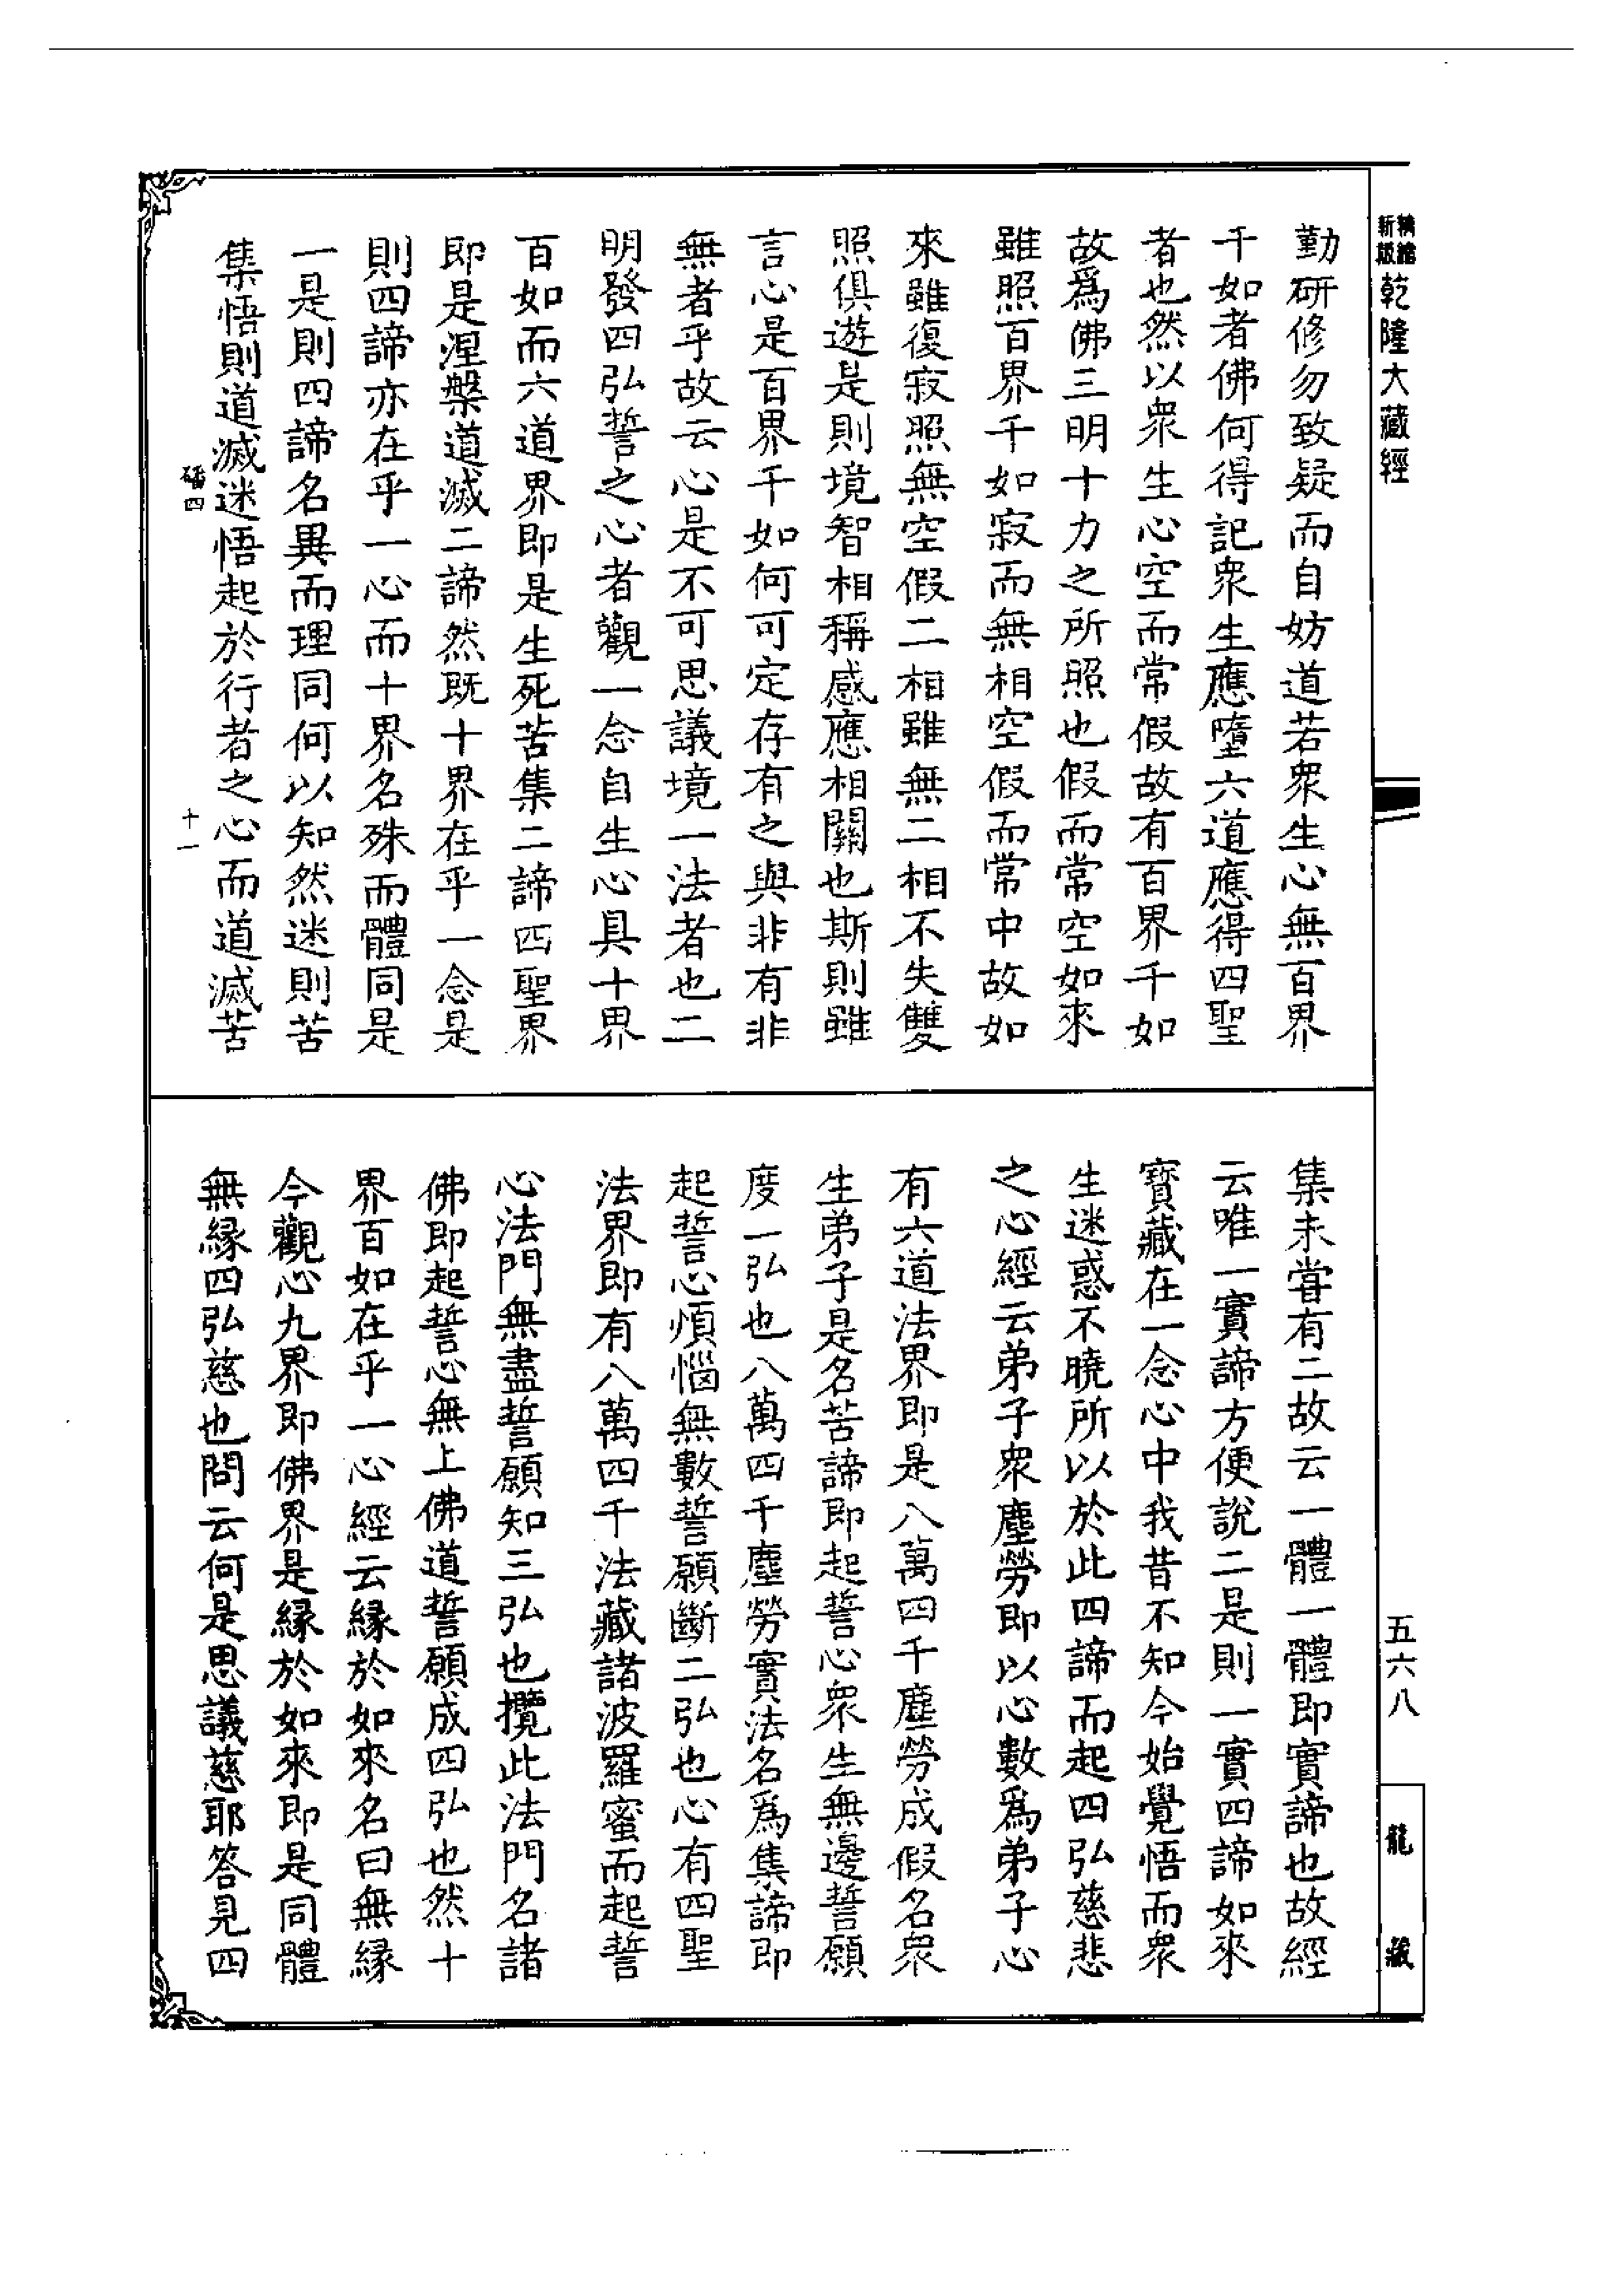 精縮新版乾隆大藏經
勤研修勿致疑而自妨道若衆生心無百界
千如者佛何得記衆生應墮六道應得四聖
者也然以衆生心空而常假故有百界千如
故爲佛三明十力之所照也假而常空如來
雖照百界千如寂而無相空假而常中故如
來雖復寂照無空假二相雖無二相不失雙
照俱遊是則境智相稱感應相關也斯則雖
言心是百界千如何可定存有之與非有非
無者乎故云心是不可思議境一法者也二
明發四弘誓之心者觀一念自生心具十界
百如而六道界即是生死苦集二諦四聖界
即是涅槃道滅二諦然既十界在乎一念是
則四諦亦在乎一心而十界名殊而體同是
一是則四諦名異而理同何以知然迷則苦
集悟則道滅迷悟起於行者之心而道滅苦
磻四
十一
集未嘗有二故云一體一體即實諦也故經
云唯一實諦方便說二是則一實四諦如來
寶藏在一念心中我昔不知今始覺悟而衆
生迷惑不曉所以於此四諦而起四弘慈悲
之心經云弟子衆塵勞即以心數爲弟子心
有六道法界即是八萬四千塵勞成假名衆
生弟子是名苦諦即起誓心衆生無邊誓願
度一弘也八萬四千塵勞實法名爲集諦即
起誓心煩惱無數誓願斷二弘也心有四聖
法界即有八萬四千法藏諸波羅蜜而起誓
心法門無盡誓願知三弘也攬此法門名諸
佛即起誓心無上佛道誓願成四弘也然十
界百如在乎一心經云緣於如來名曰無緣
今觀心九界即佛界是緣於如來即是同體
無緣四弘慈也問云何是思議慈耶答見四
五六八
龍藏